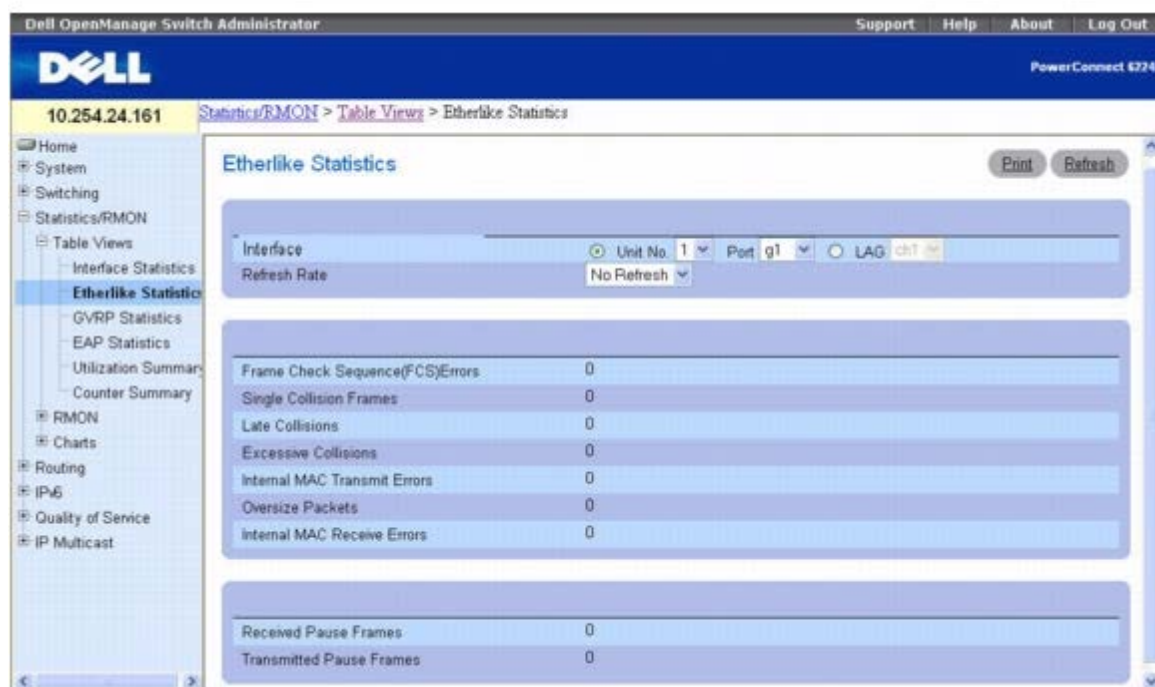 Dell OpenManage Switch Administrator
Support Help About Log Out
DELL
PowerConnect 6224
10.254.24.161
Statistics/RMON > Table Views > Etherlike Statistics
Home
System
Switching
Statistics/RMON
Table Views
Interface Statistics
Etherlike Statistics
GVRP Statistics
EAP Statistics
Utilization Summary
Counter Summary
RMON
Charts
Routing
IPv6
Quality of Service
IP Multicast
Etherlike Statistics
Print Refresh
Interface Unit No. 1 Port g1 LAG ch1
Refresh Rate No Refresh
Frame Check Sequence(FCS)Errors 0
Single Collision Frames 0
Late Collisions 0
Excessive Collisions 0
Internal MAC Transmit Errors 0
Oversize Packets 0
Internal MAC Receive Errors 0
Received Pause Frames 0
Transmitted Pause Frames 0